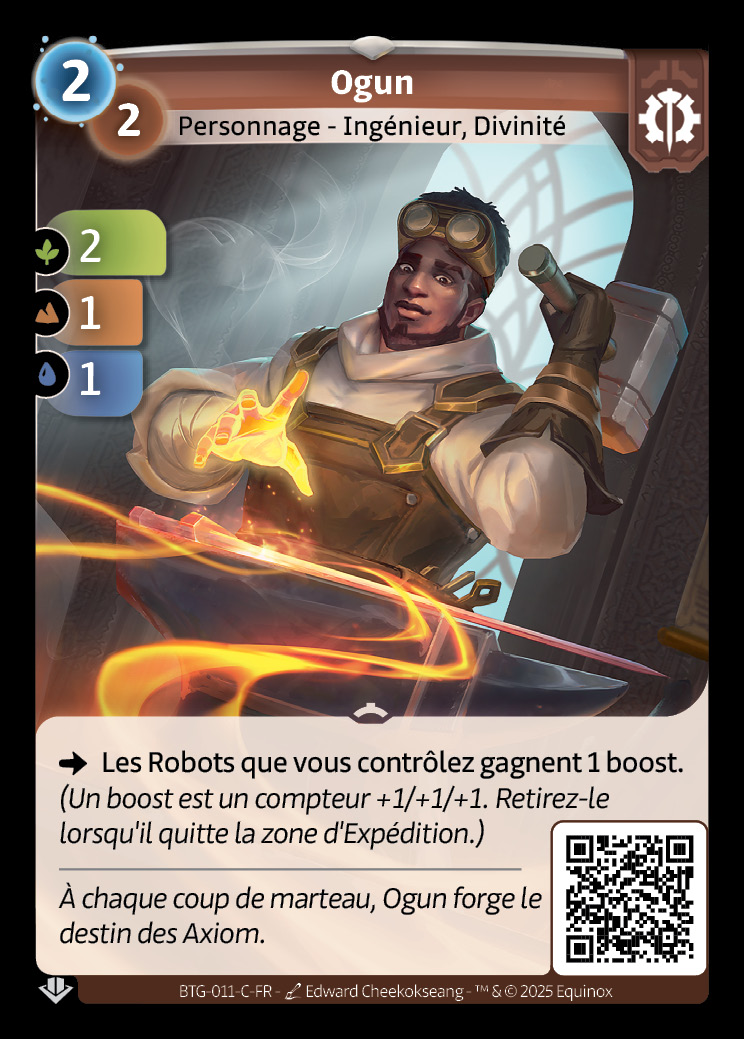 2
2
Ogun
Personnage - Ingénieur, Divinité
2
1
1
Les Robots que vous contrôlez gagnent 1 boost.
(Un boost est un compteur +1/+1/+1. Retirez-le
lorsqu'il quitte la zone d'Expédition.)
À chaque coup de marteau, Ogun forge le
destin des Axiom.
BTG-011-C-FR - Edward Cheekokseang - ™ & © 2025 Equinox